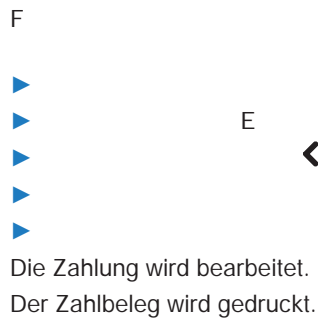 F
►
► E
►
►
►
Die Zahlung wird bearbeitet.
Der Zahlbeleg wird gedruckt.